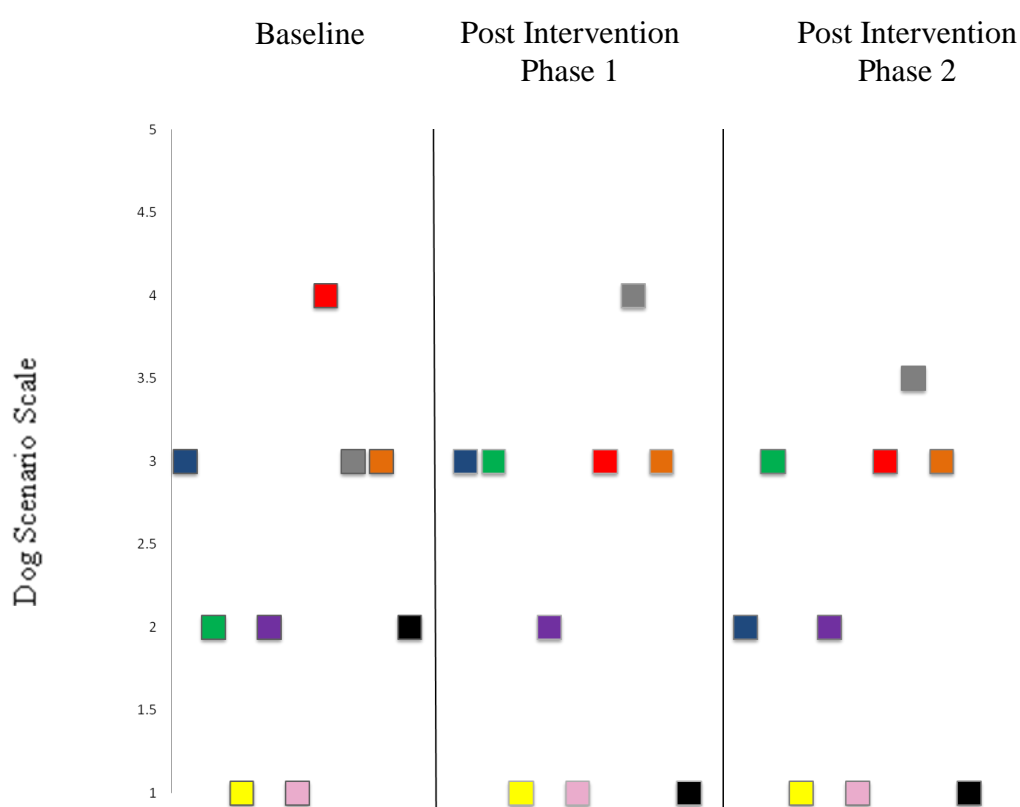 Baseline
Post Intervention
Phase 1
Post Intervention
Phase 2
5
4.5
4
3.5
3
2.5
2
1.5
1
Dog Scenario Scale